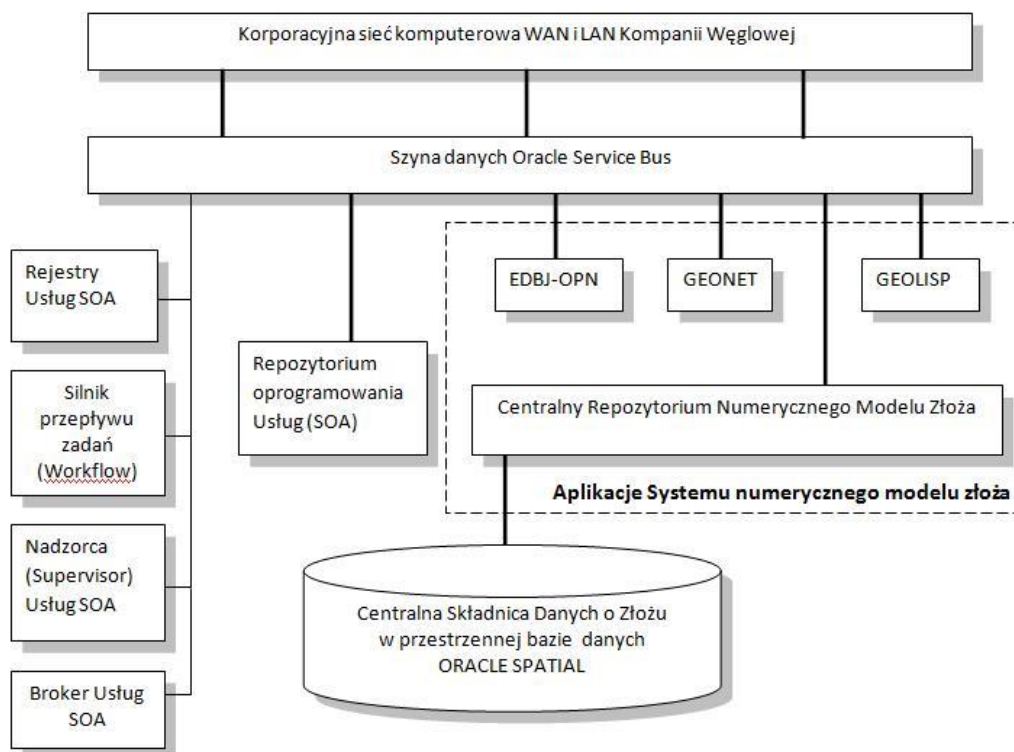 Korporacyjna sieć komputerowa WAN i LAN Kompanii Węglowej
Szyna danych Oracle Service Bus
Rejestry
Usług SOA
EDBJ-OPN
GEONET
GEOLISP
Repozytorium
oprogramowania
Usług (SOA)
Silnik
przepływu
zadań
(Workflow)
Centralny Repozytorium Numerycznego Modelu Złoża
Aplikacje Systemu numerycznego modelu złoża
Nadzorca
(Supervisor)
Usług SOA
Centralna Składnica Danych o Złożu
w przestrzennej bazie danych
ORACLE SPATIAL
Broker Usług
SOA